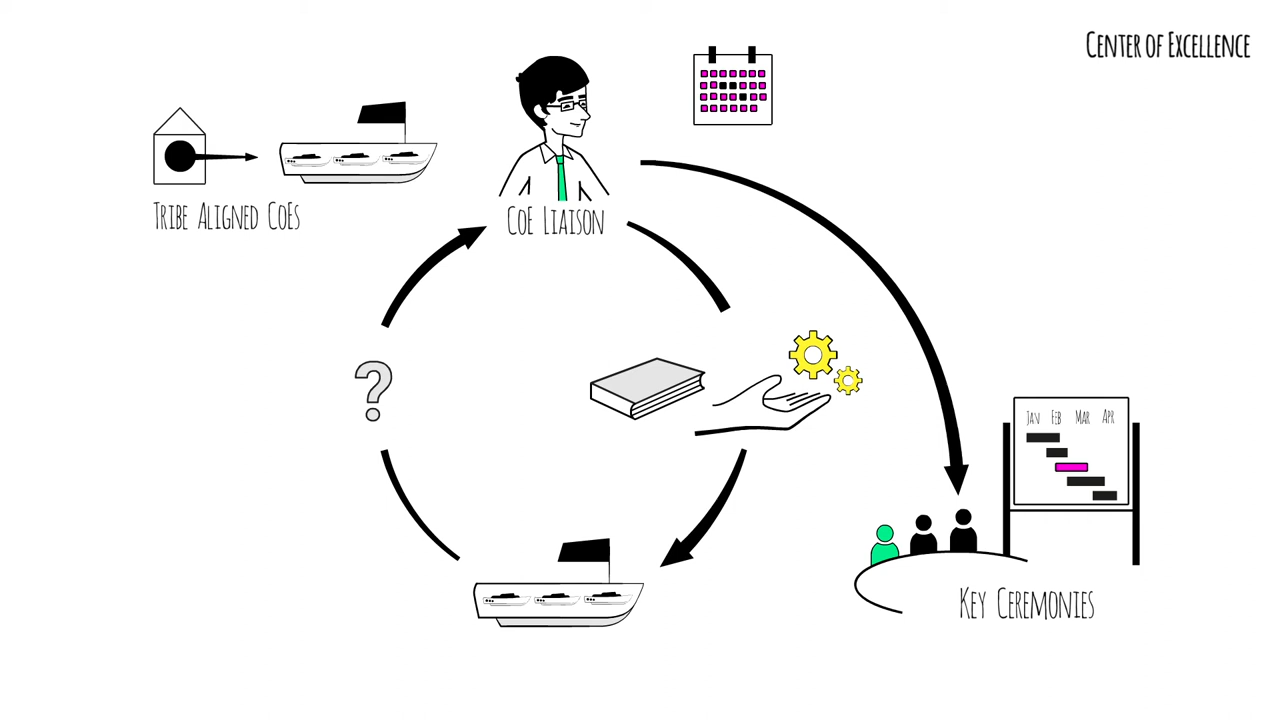 Center of Excellence
Tribe Aligned CoEs
CoE Liaison
?
Jan Feb Mar Apr
Key Ceremonies